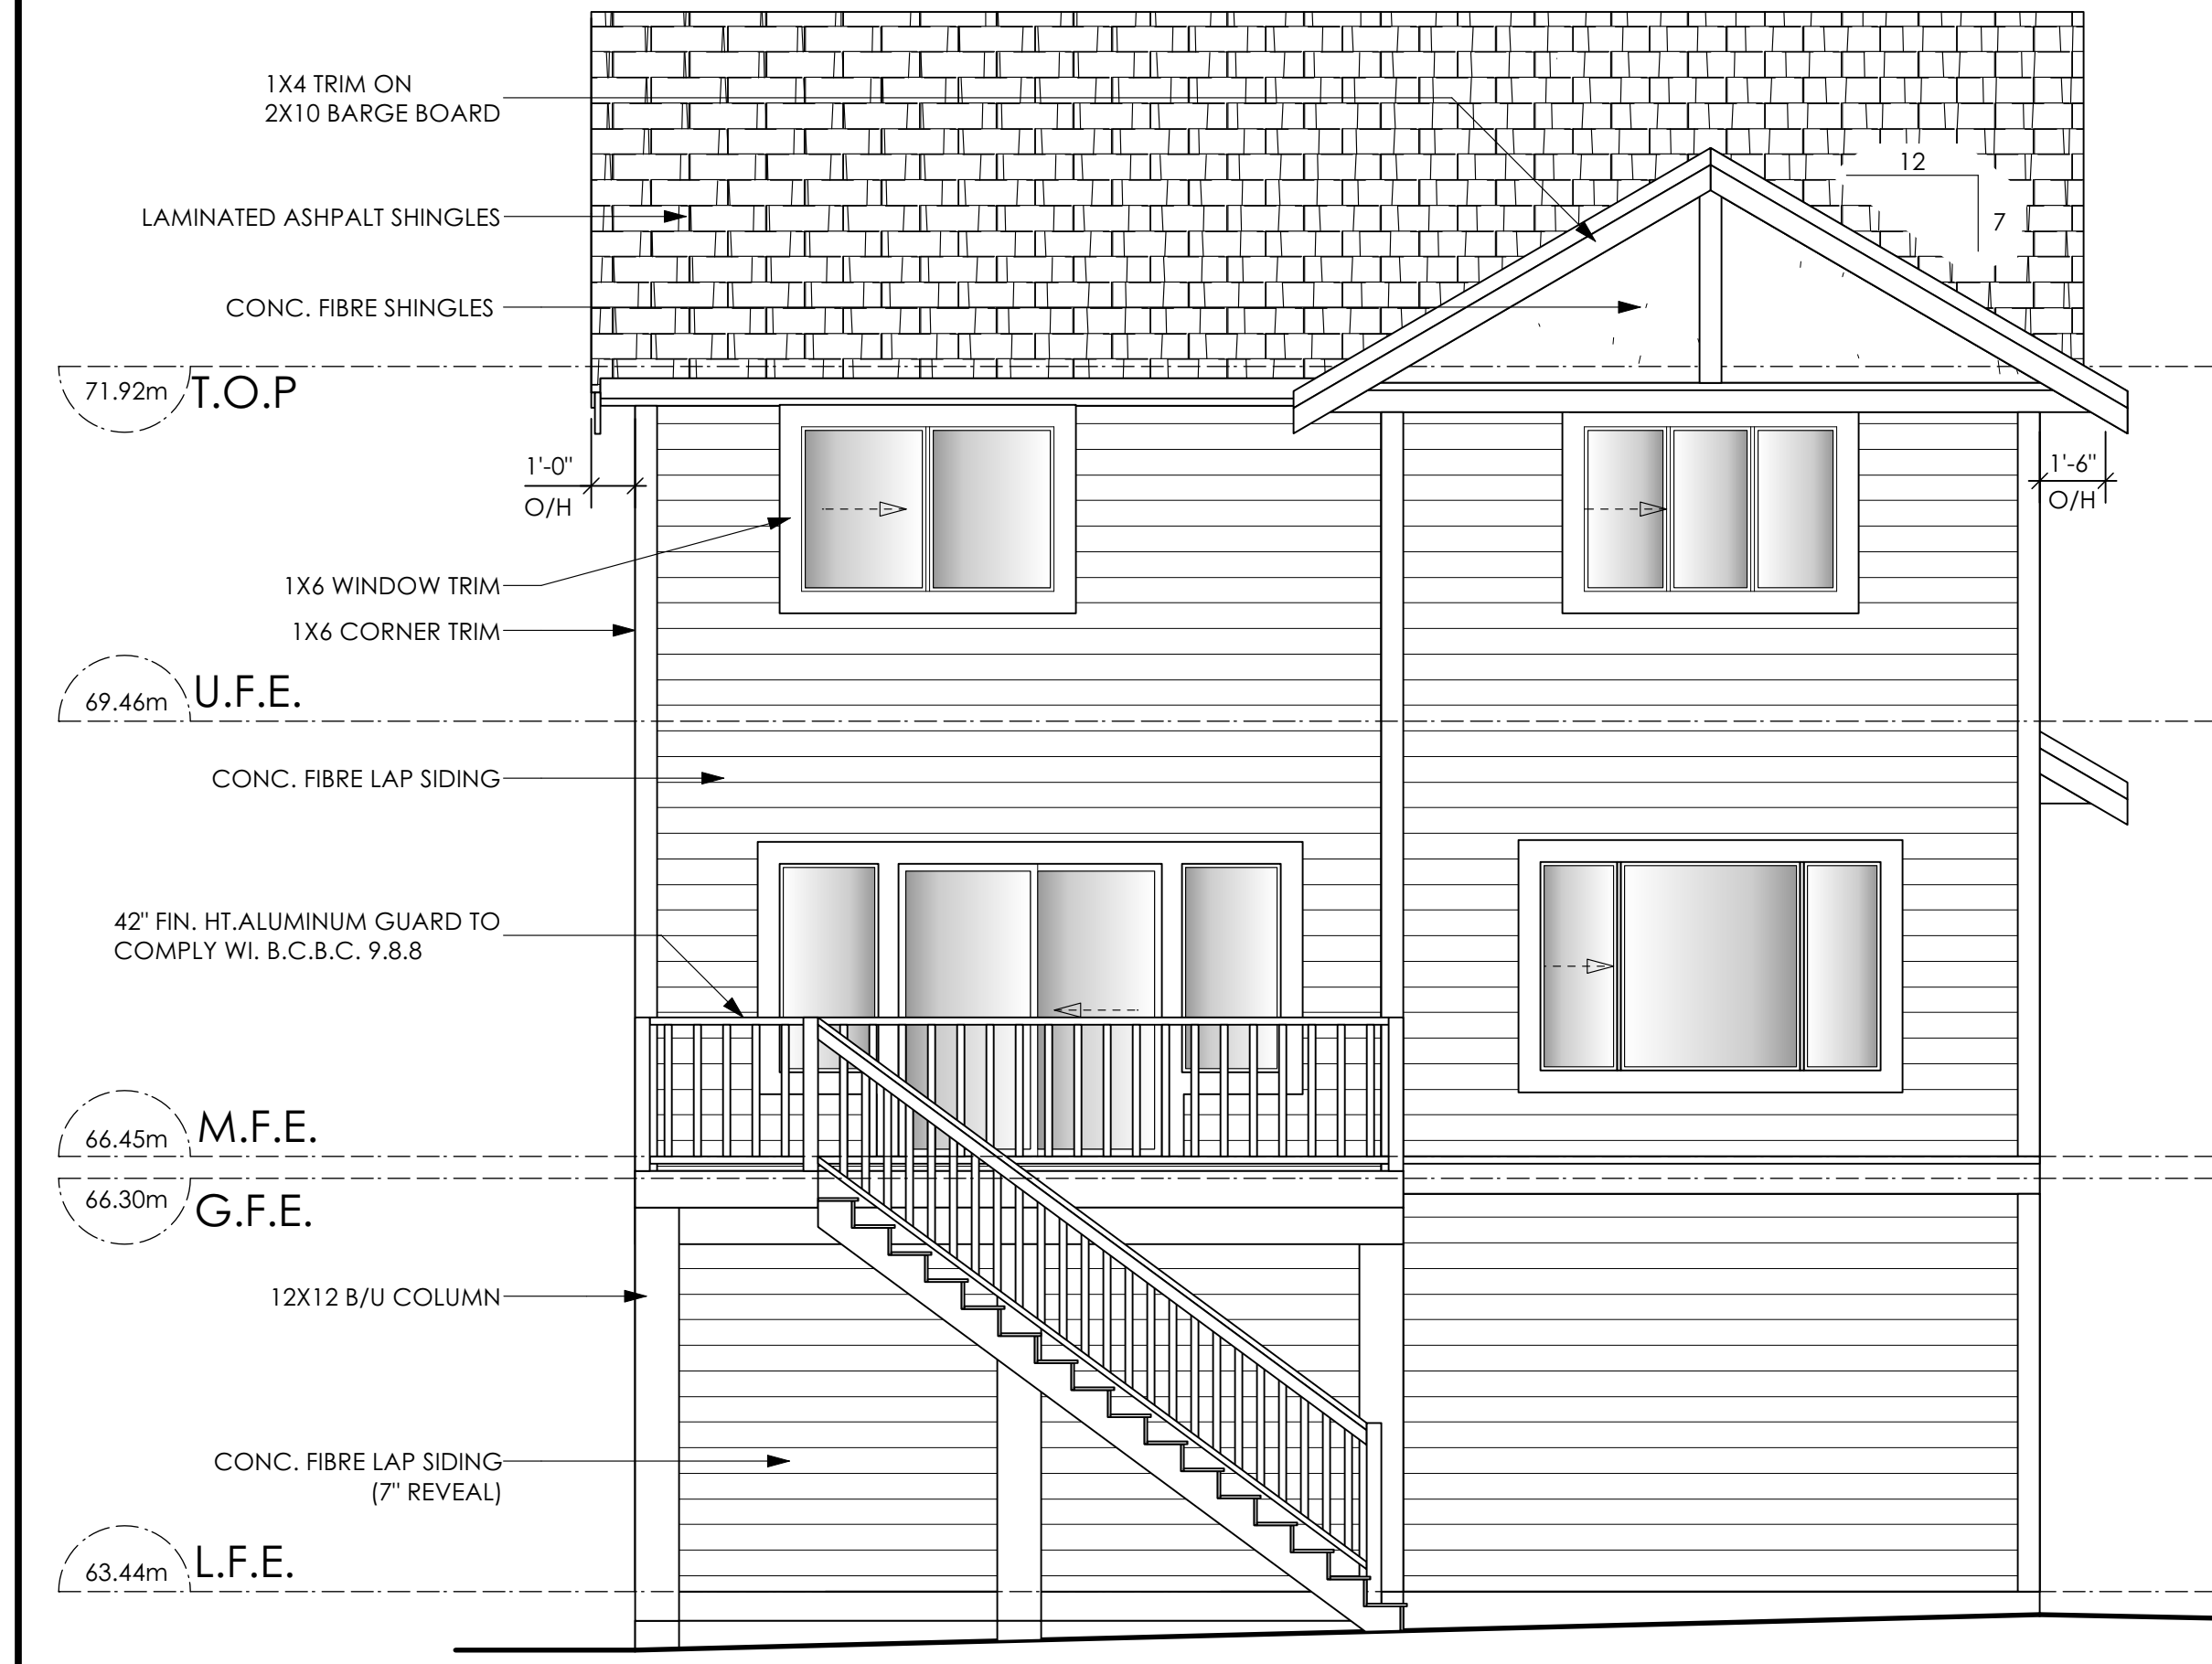 1X4 TRIM ON
2X10 BARGE BOARD
12
LAMINATED ASHPALT SHINGLES
7
CONC. FIBRE SHINGLES
71.92m T.O.P
1'-0"
O/H
1'-6"
O/H
1X6 WINDOW TRIM
1X6 CORNER TRIM
69.46m U.F.E.
CONC. FIBRE LAP SIDING
42" FIN. HT.ALUMINUM GUARD TO
COMPLY WI. B.C.B.C. 9.8.8
66.45m M.F.E.
66.30m G.F.E.
12X12 B/U COLUMN
CONC. FIBRE LAP SIDING
(7" REVEAL)
63.44m L.F.E.